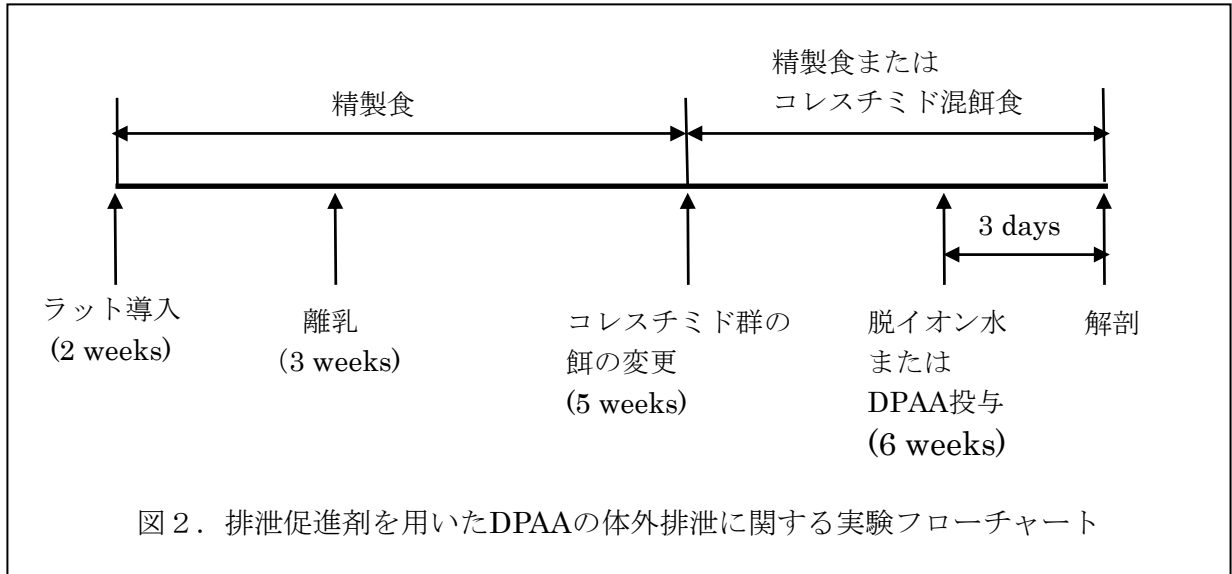 精製食
精製食または
コレスチミド混餌食
3 days
ラット導入
(2 weeks)
離乳
(3 weeks)
コレスチミド群の
餌の変更
(5 weeks)
脱イオン水
または
DPAA投与
(6 weeks)
解剖
図２．排泄促進剤を用いたDPAAの体外排泄に関する実験フローチャート